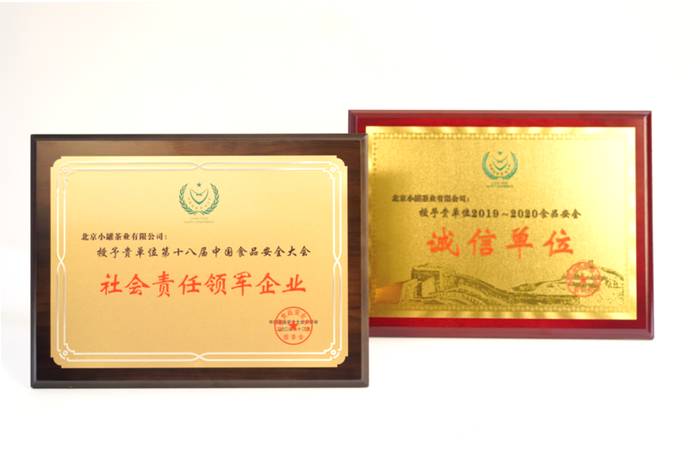 北京小罐茶业有限公司:
授予贵单位第十八届中国食品安全大会
社会责任领军企业
北京小罐茶业有限公司:
授予贵单位2019~2020食品安全
诚信单位